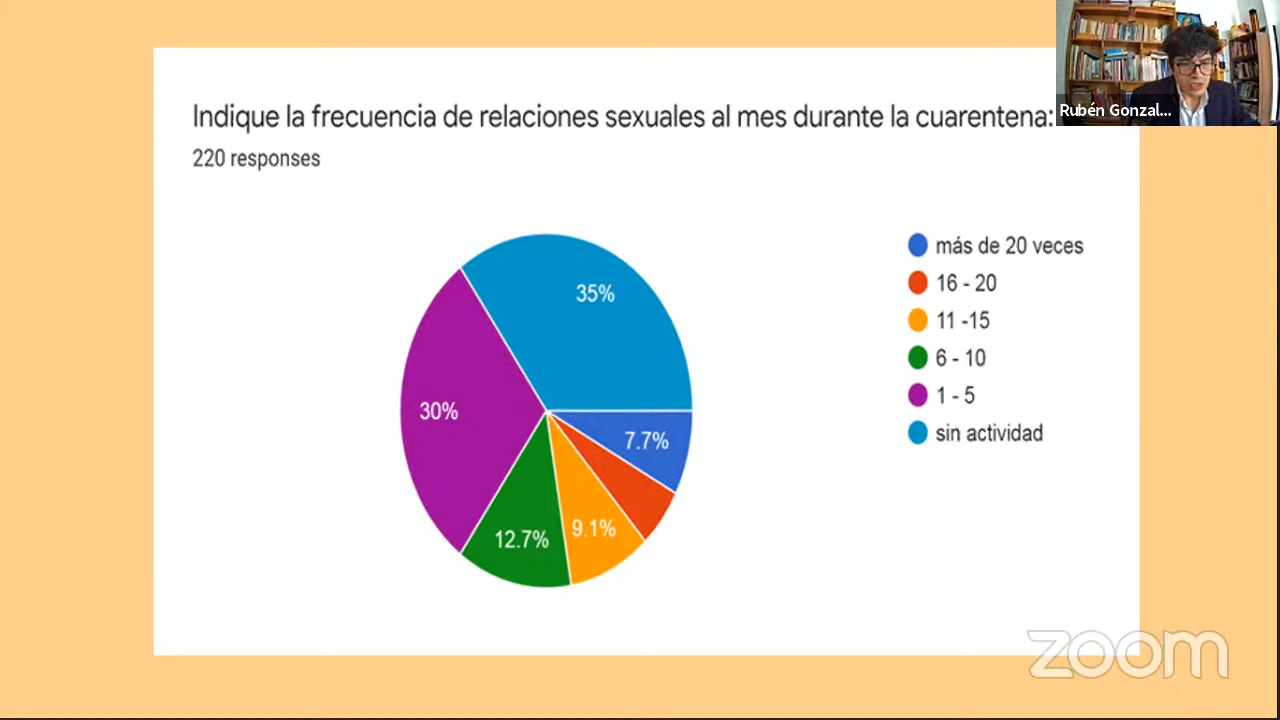 Indique la frecuencia de relaciones sexuales al mes durante la cuarentena:
220 responses
35%
30%
7.7%
9.1%
12.7%
más de 20 veces
16 - 20
11 -15
6 - 10
1 - 5
sin actividad
Rubén Gonzal...
zoom